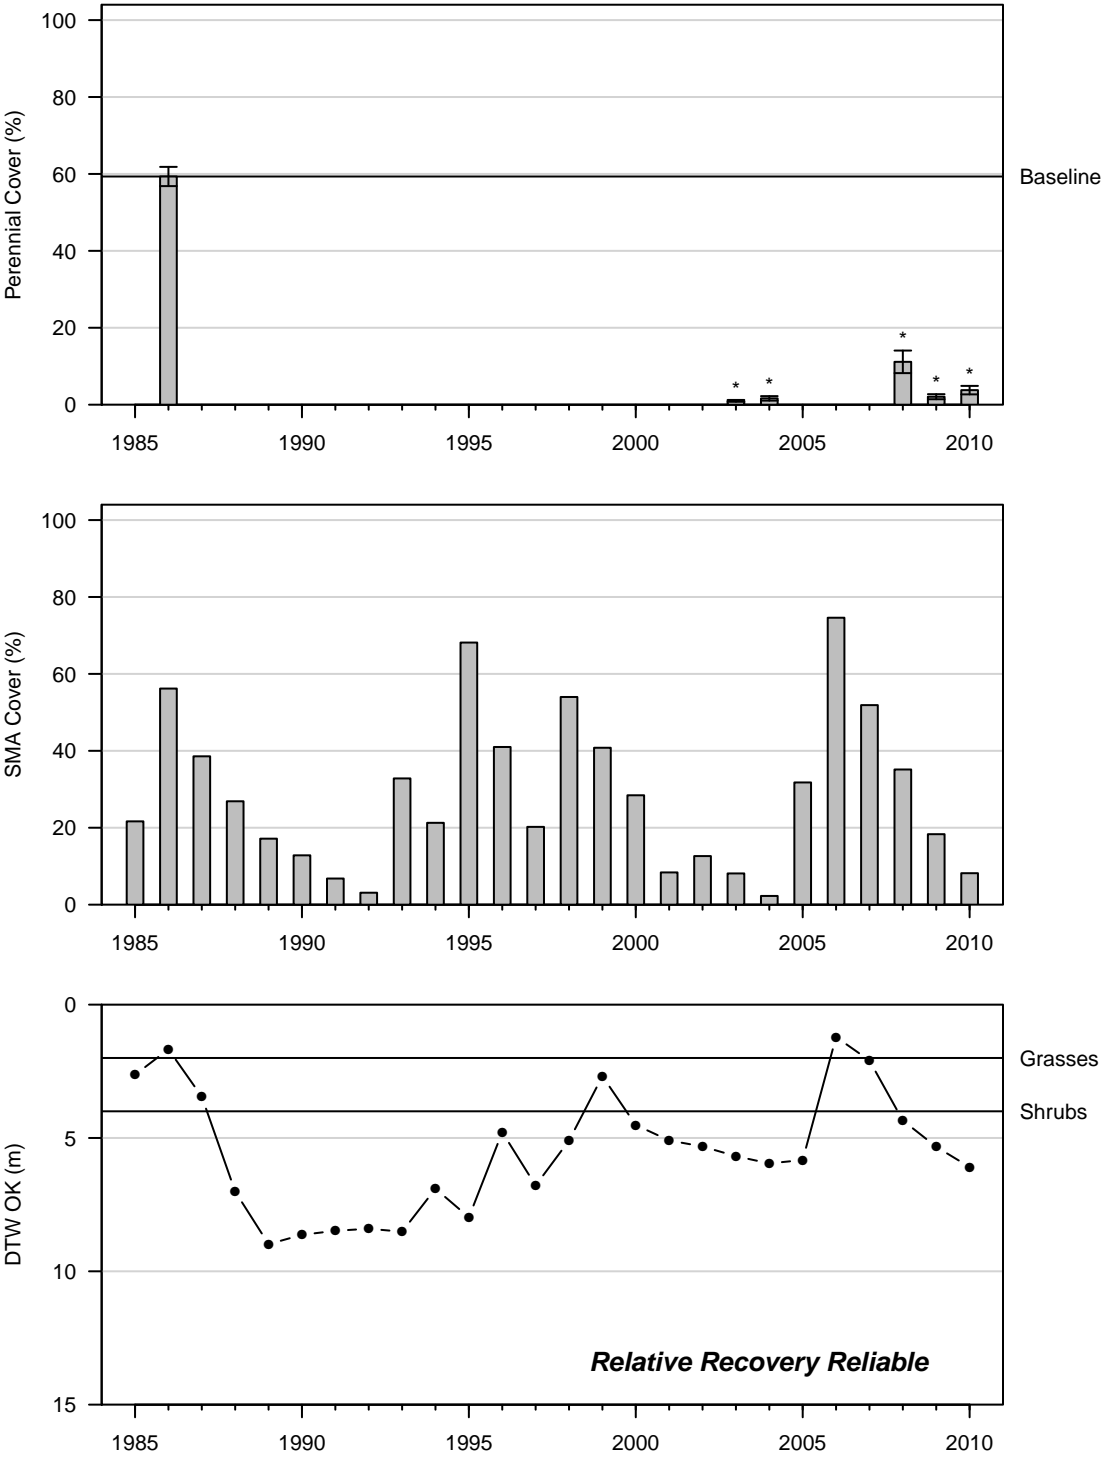 100
80
60
40
20
0
Perennial Cover (%)
Baseline
* * * * *
1985 1990 1995 2000 2005 2010
100
80
60
40
20
0
SMA Cover (%)
1985 1990 1995 2000 2005 2010
0
5
10
15
DTW OK (m)
Grasses
Shrubs
Relative Recovery Reliable
1985 1990 1995 2000 2005 2010